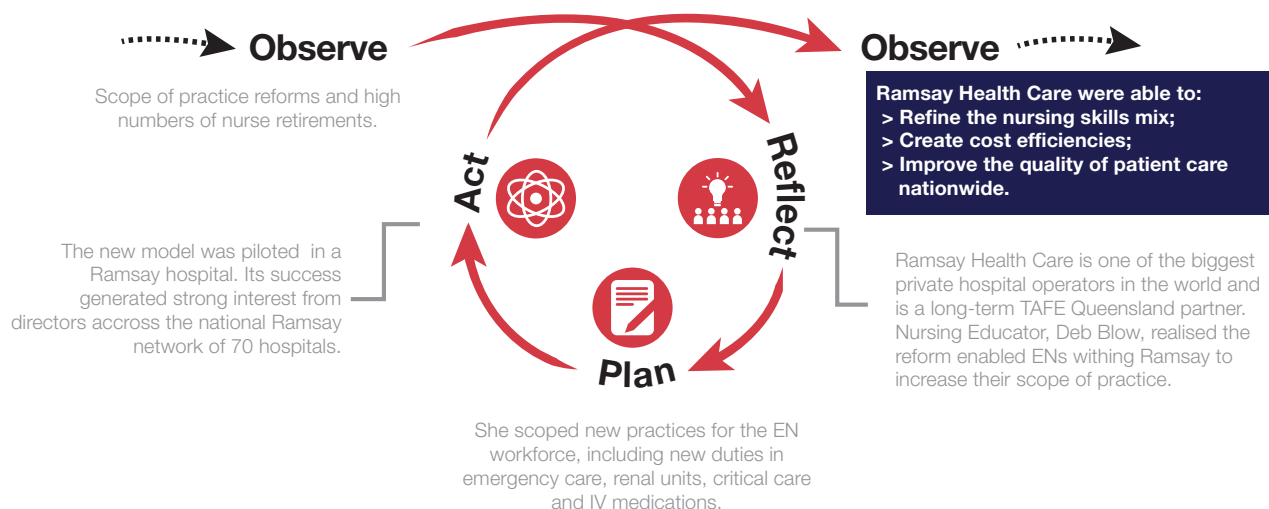 Observe
Scope of practice reforms and high
numbers of nurse retirements.
Observe
Ramsay Health Care were able to:
> Refine the nursing skills mix;
> Create cost efficiencies;
> Improve the quality of patient care
nationwide.
Reflect
Ramsay Health Care is one of the biggest
private hospital operators in the world and
is a long-term TAFE Queensland partner.
Nursing Educator, Deb Blow, realised the
reform enabled ENs withing Ramsay to
increase their scope of practice.
Plan
She scoped new practices for the EN
workforce, including new duties in
emergency care, renal units, critical care
and IV medications.
Act
The new model was piloted in a
Ramsay hospital. Its success
generated strong interest from
directors accross the national Ramsay
network of 70 hospitals.